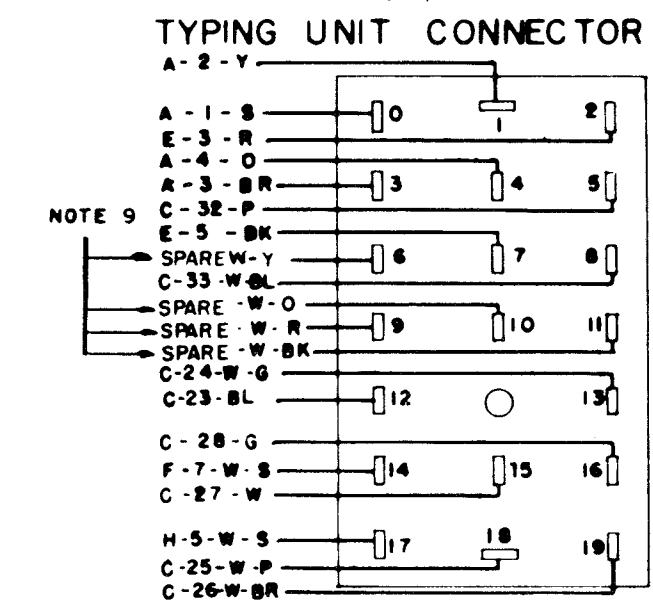 TYPING UNIT CONNECTOR
A-2-Y
A-1-S 0 1 2
E-3-R
A-4-O
A-3-BR 3 4 5
C-32-P
NOTE 9
E-5-BK
SPARE W-Y 6 7 8
C-33-W-BL
SPARE-W-O
SPARE-W-R 9 10 11
SPARE-W-BK
C-24-W-G
C-23-BL 12 13
C-28-G
F-7-W-S 14 15 16
C-27-W
H-5-W-S 17 18 19
C-25-W-P
C-26-W-BR